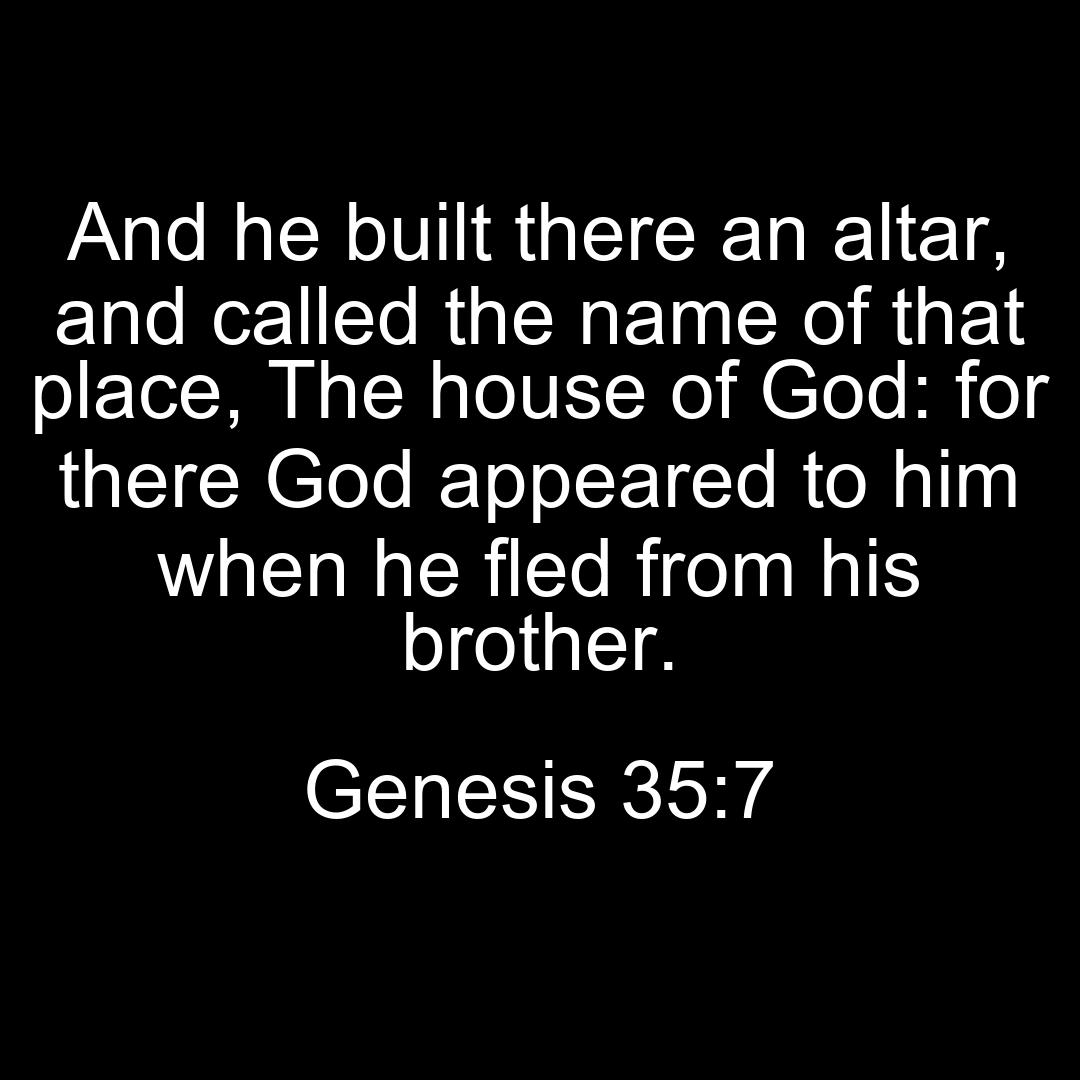 And he built there an altar,
and called the name of that
place, The house of God: for
there God appeared to him
when he fled from his
brother.
Genesis 35:7